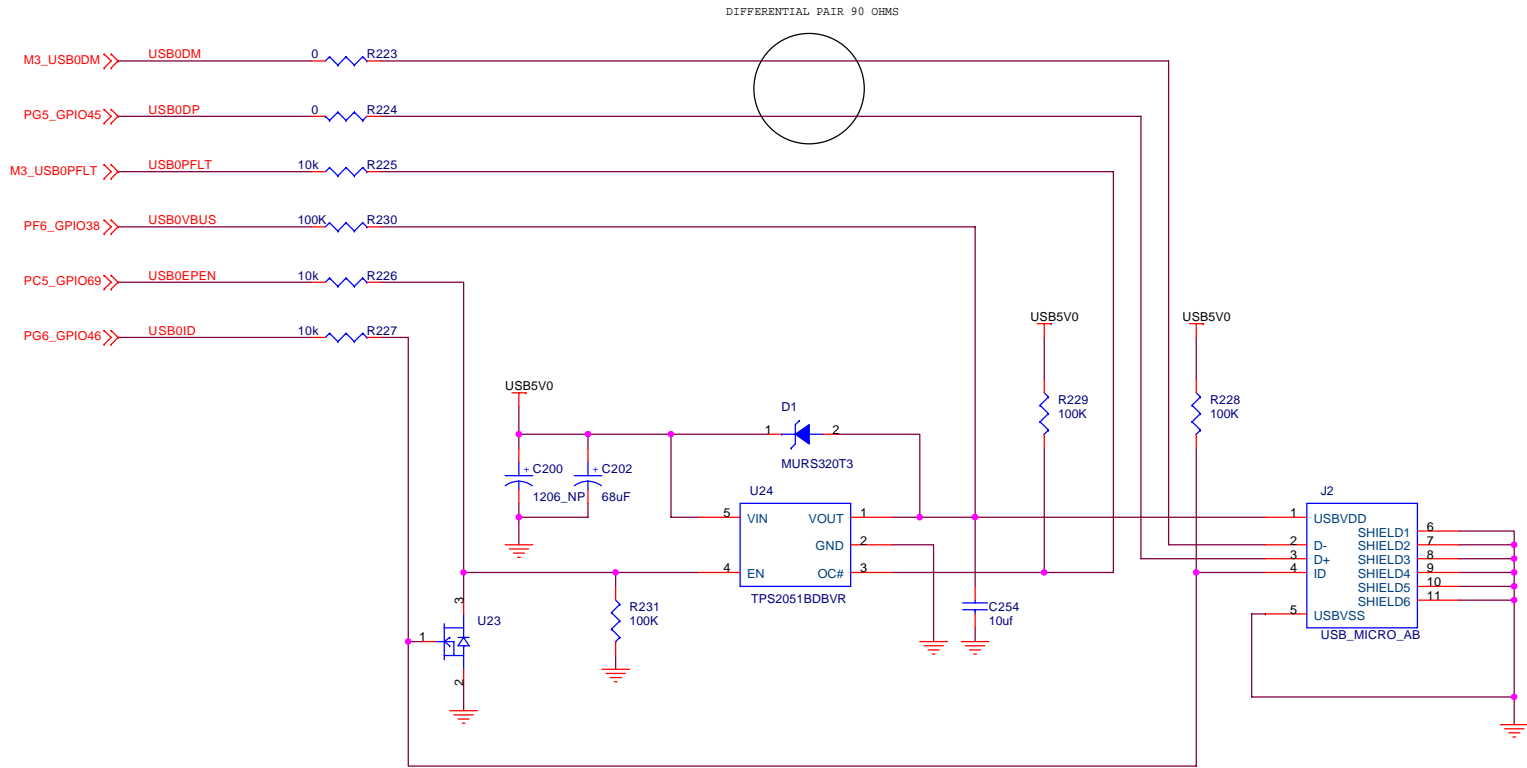 DIFFERENTIAL PAIR 90 OHMS
M3_USB0DM USB0DM 0 R223
PG5_GPIO45 USB0DP 0 R224
M3_USB0PFLT USB0PFLT 10k R225
PF6_GPIO38 USB0VBUS 100K R230
PC5_GPIO69 USB0EPEN 10k R226
PG6_GPIO46 USB0ID 10k R227
USB5V0
USB5V0
USB5V0
R229
100K
R228
100K
D1
1 2
MURS320T3
+ C200
1206_NP
+ C202
68uF
U24
5 VIN VOUT 1
GND 2
4 EN OC# 3
TPS2051BDBVR
J2
1 USBVDD
SHIELD1 6
2 D- SHIELD2 7
3 D+ SHIELD3 8
4 ID SHIELD4 9
SHIELD5 10
SHIELD6 11
5 USBVSS
USB_MICRO_AB
3
U23
1
2
R231
100K
C254
10uf